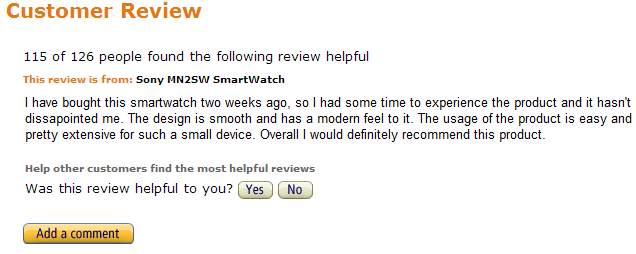 Customer Review
115 of 126 people found the following review helpful
This review is from: Sony MN2SW SmartWatch
I have bought this smartwatch two weeks ago, so I had some time to experience the product and it hasn't
dissapointed me. The design is smooth and has a modern feel to it. The usage of the product is easy and
pretty extensive for such a small device. Overall I would definitely recommend this product.
Help other customers find the most helpful reviews
Was this review helpful to you? Yes No
Add a comment